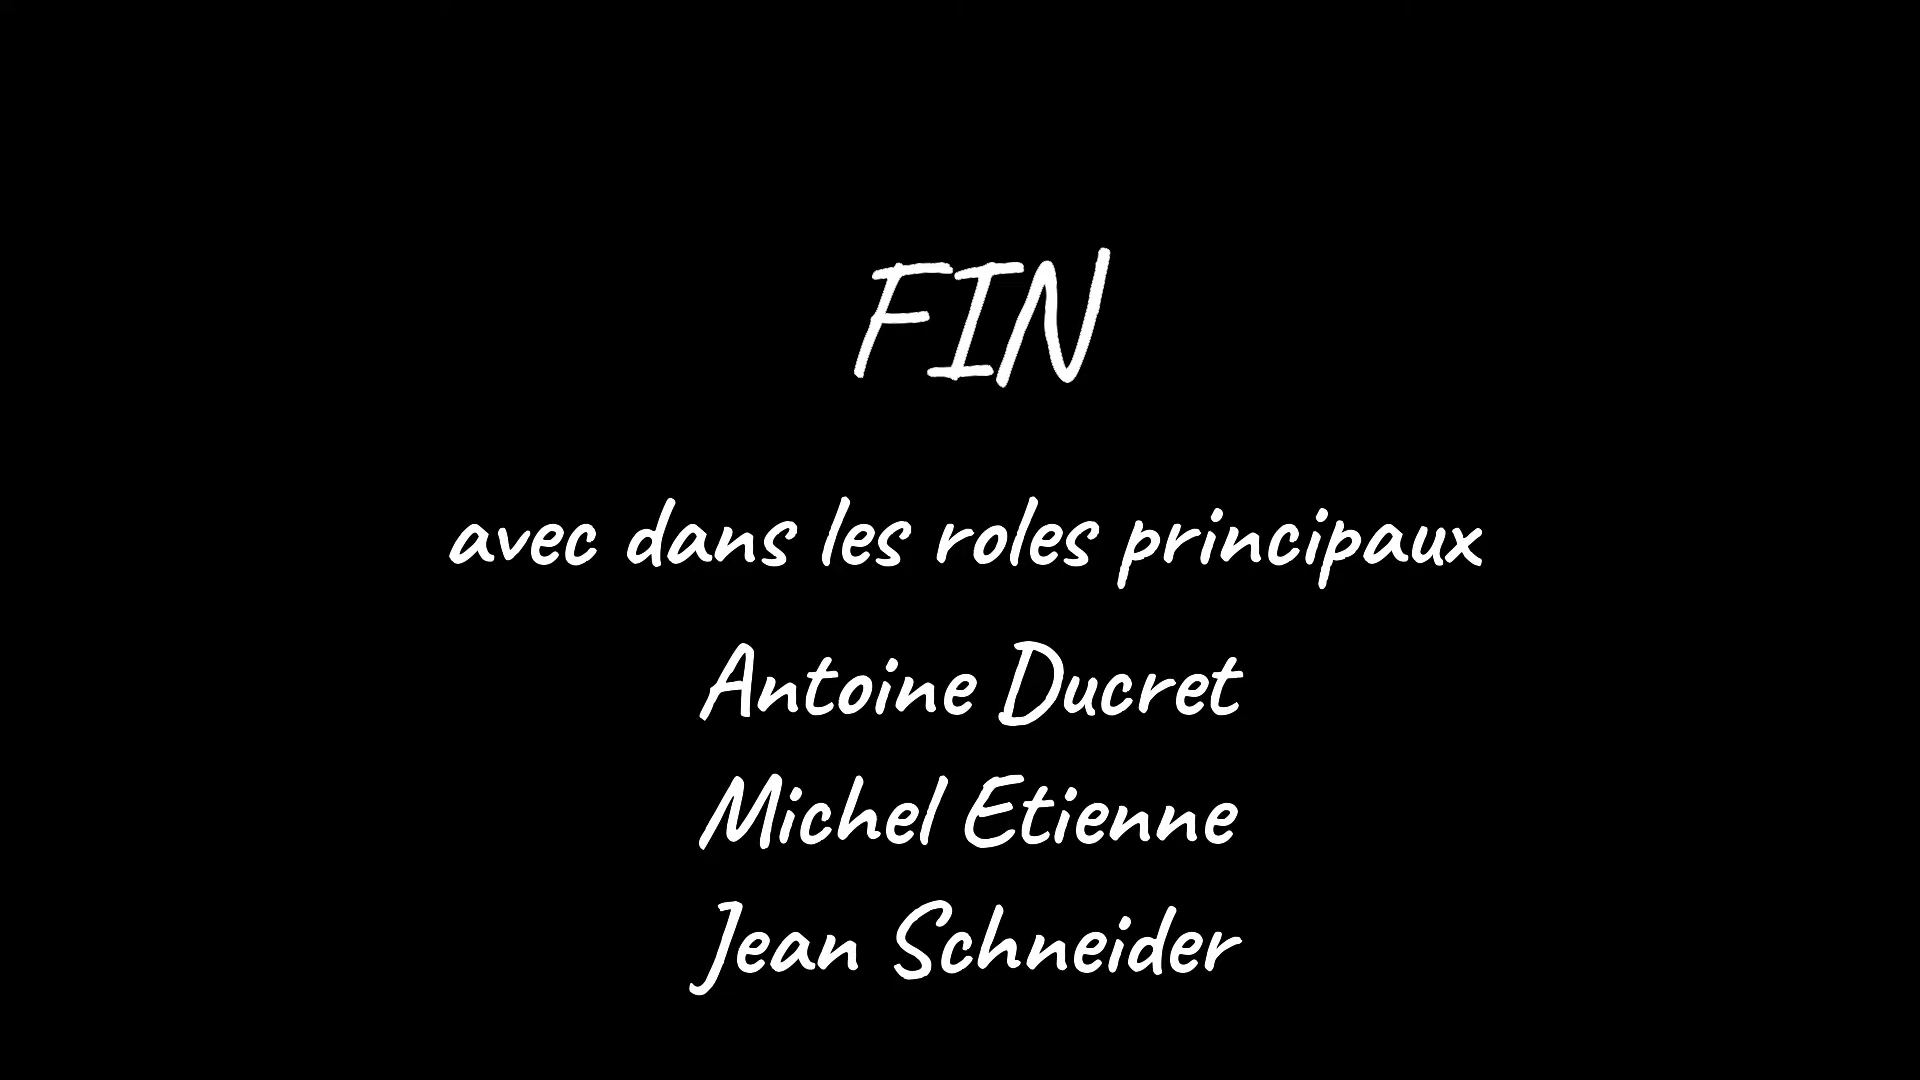 FIN
avec dans les roles principaux
Antoine Ducret
Michel Etienne
Jean Schneider